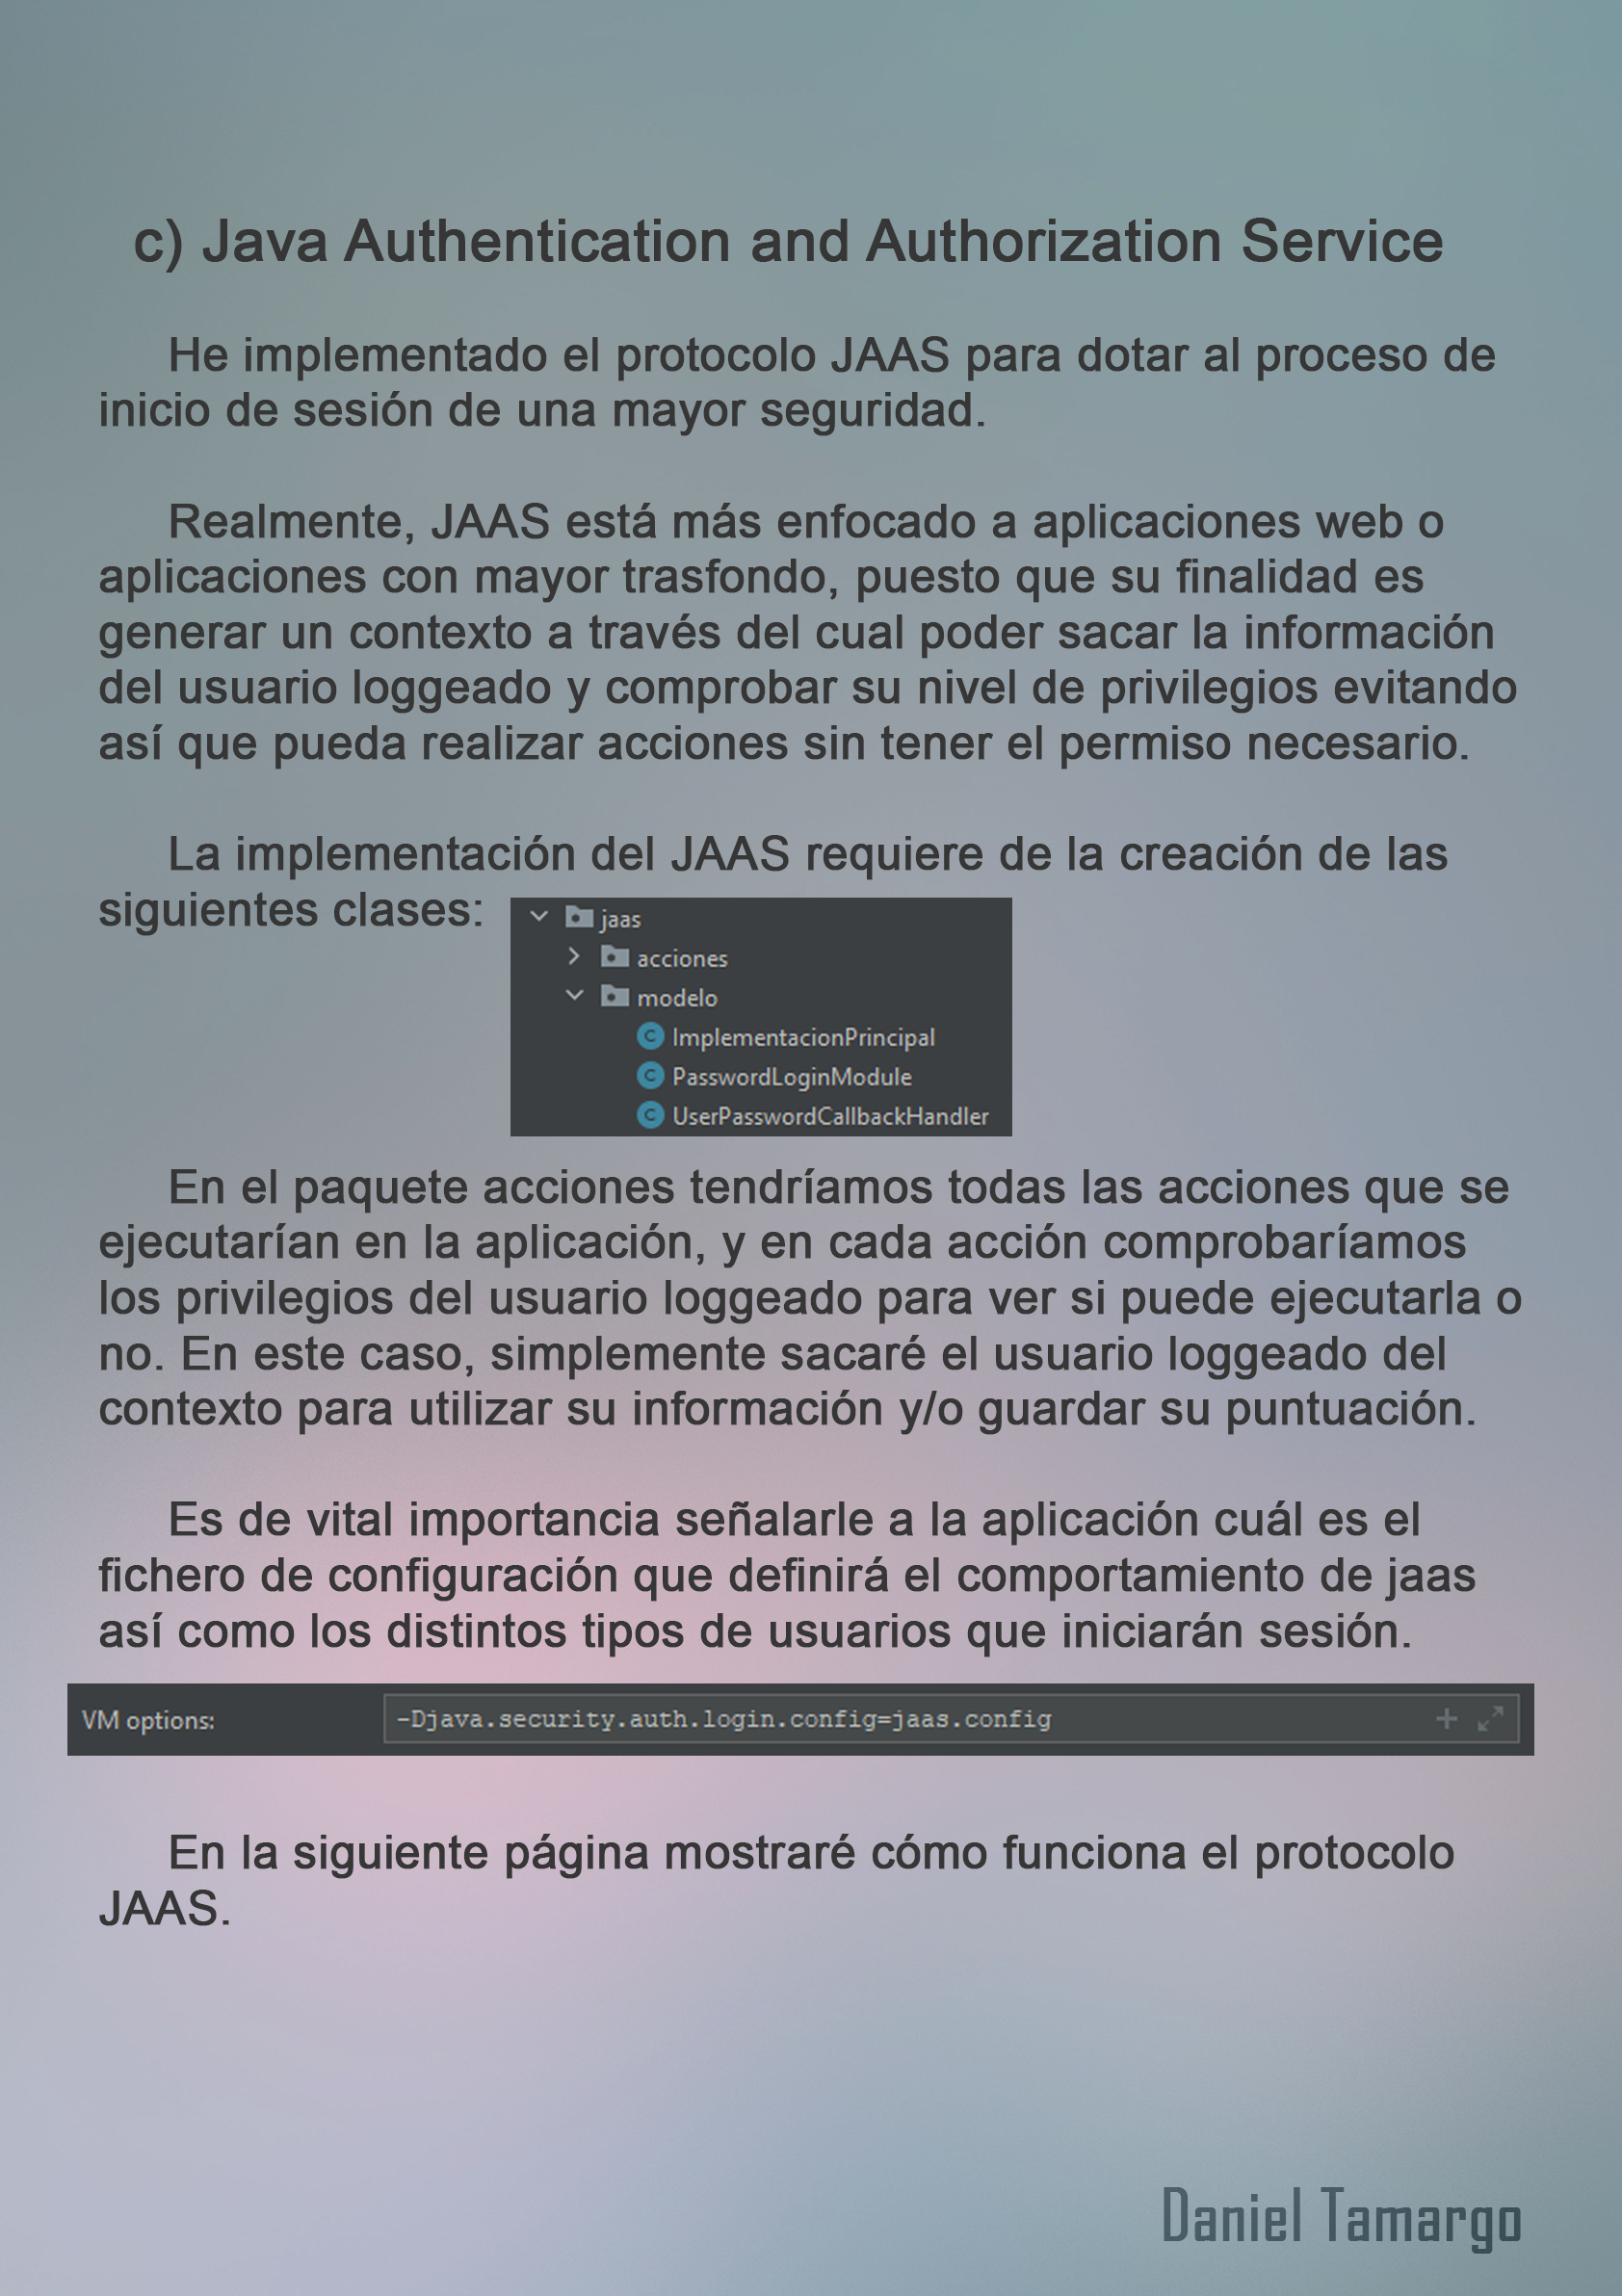 c) Java Authentication and Authorization Service
He implementado el protocolo JAAS para dotar al proceso de
inicio de sesión de una mayor seguridad.
Realmente, JAAS está más enfocado a aplicaciones web o
aplicaciones con mayor trasfondo, puesto que su finalidad es
generar un contexto a través del cual poder sacar la información
del usuario loggeado y comprobar su nivel de privilegios evitando
así que pueda realizar acciones sin tener el permiso necesario.
La implementación del JAAS requiere de la creación de las
siguientes clases:
jaas
acciones
modelo
C ImplementacionPrincipal
C PasswordLoginModule
C UserPasswordCallbackHandler
En el paquete acciones tendríamos todas las acciones que se
ejecutarían en la aplicación, y en cada acción comprobaríamos
los privilegios del usuario loggeado para ver si puede ejecutarla o
no. En este caso, simplemente sacaré el usuario loggeado del
contexto para utilizar su información y/o guardar su puntuación.
Es de vital importancia señalarle a la aplicación cuál es el
fichero de configuración que definirá el comportamiento de jaas
así como los distintos tipos de usuarios que iniciarán sesión.
VM options: -Djava.security.auth.login.config=jaas.config
En la siguiente página mostraré cómo funciona el protocolo
JAAS.
Daniel Tamargo